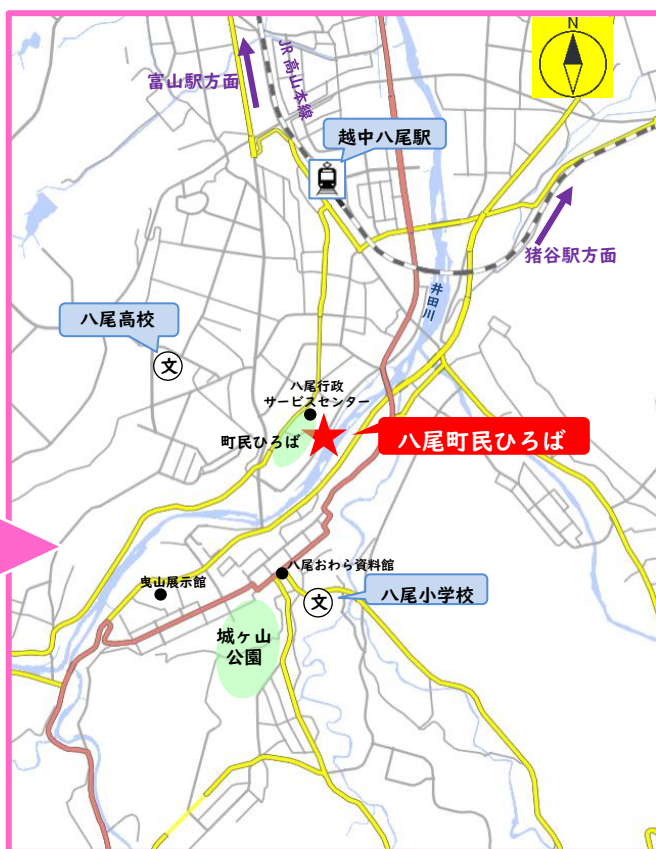 N
富山駅方面
JR高山本線
越中八尾駅
猪谷駅方面
井田川
八尾高校
文
八尾行政
サービスセンター
町民ひろば
八尾町民ひろば
曳山展示館
八尾おわら資料館
文
八尾小学校
城ヶ山
公園